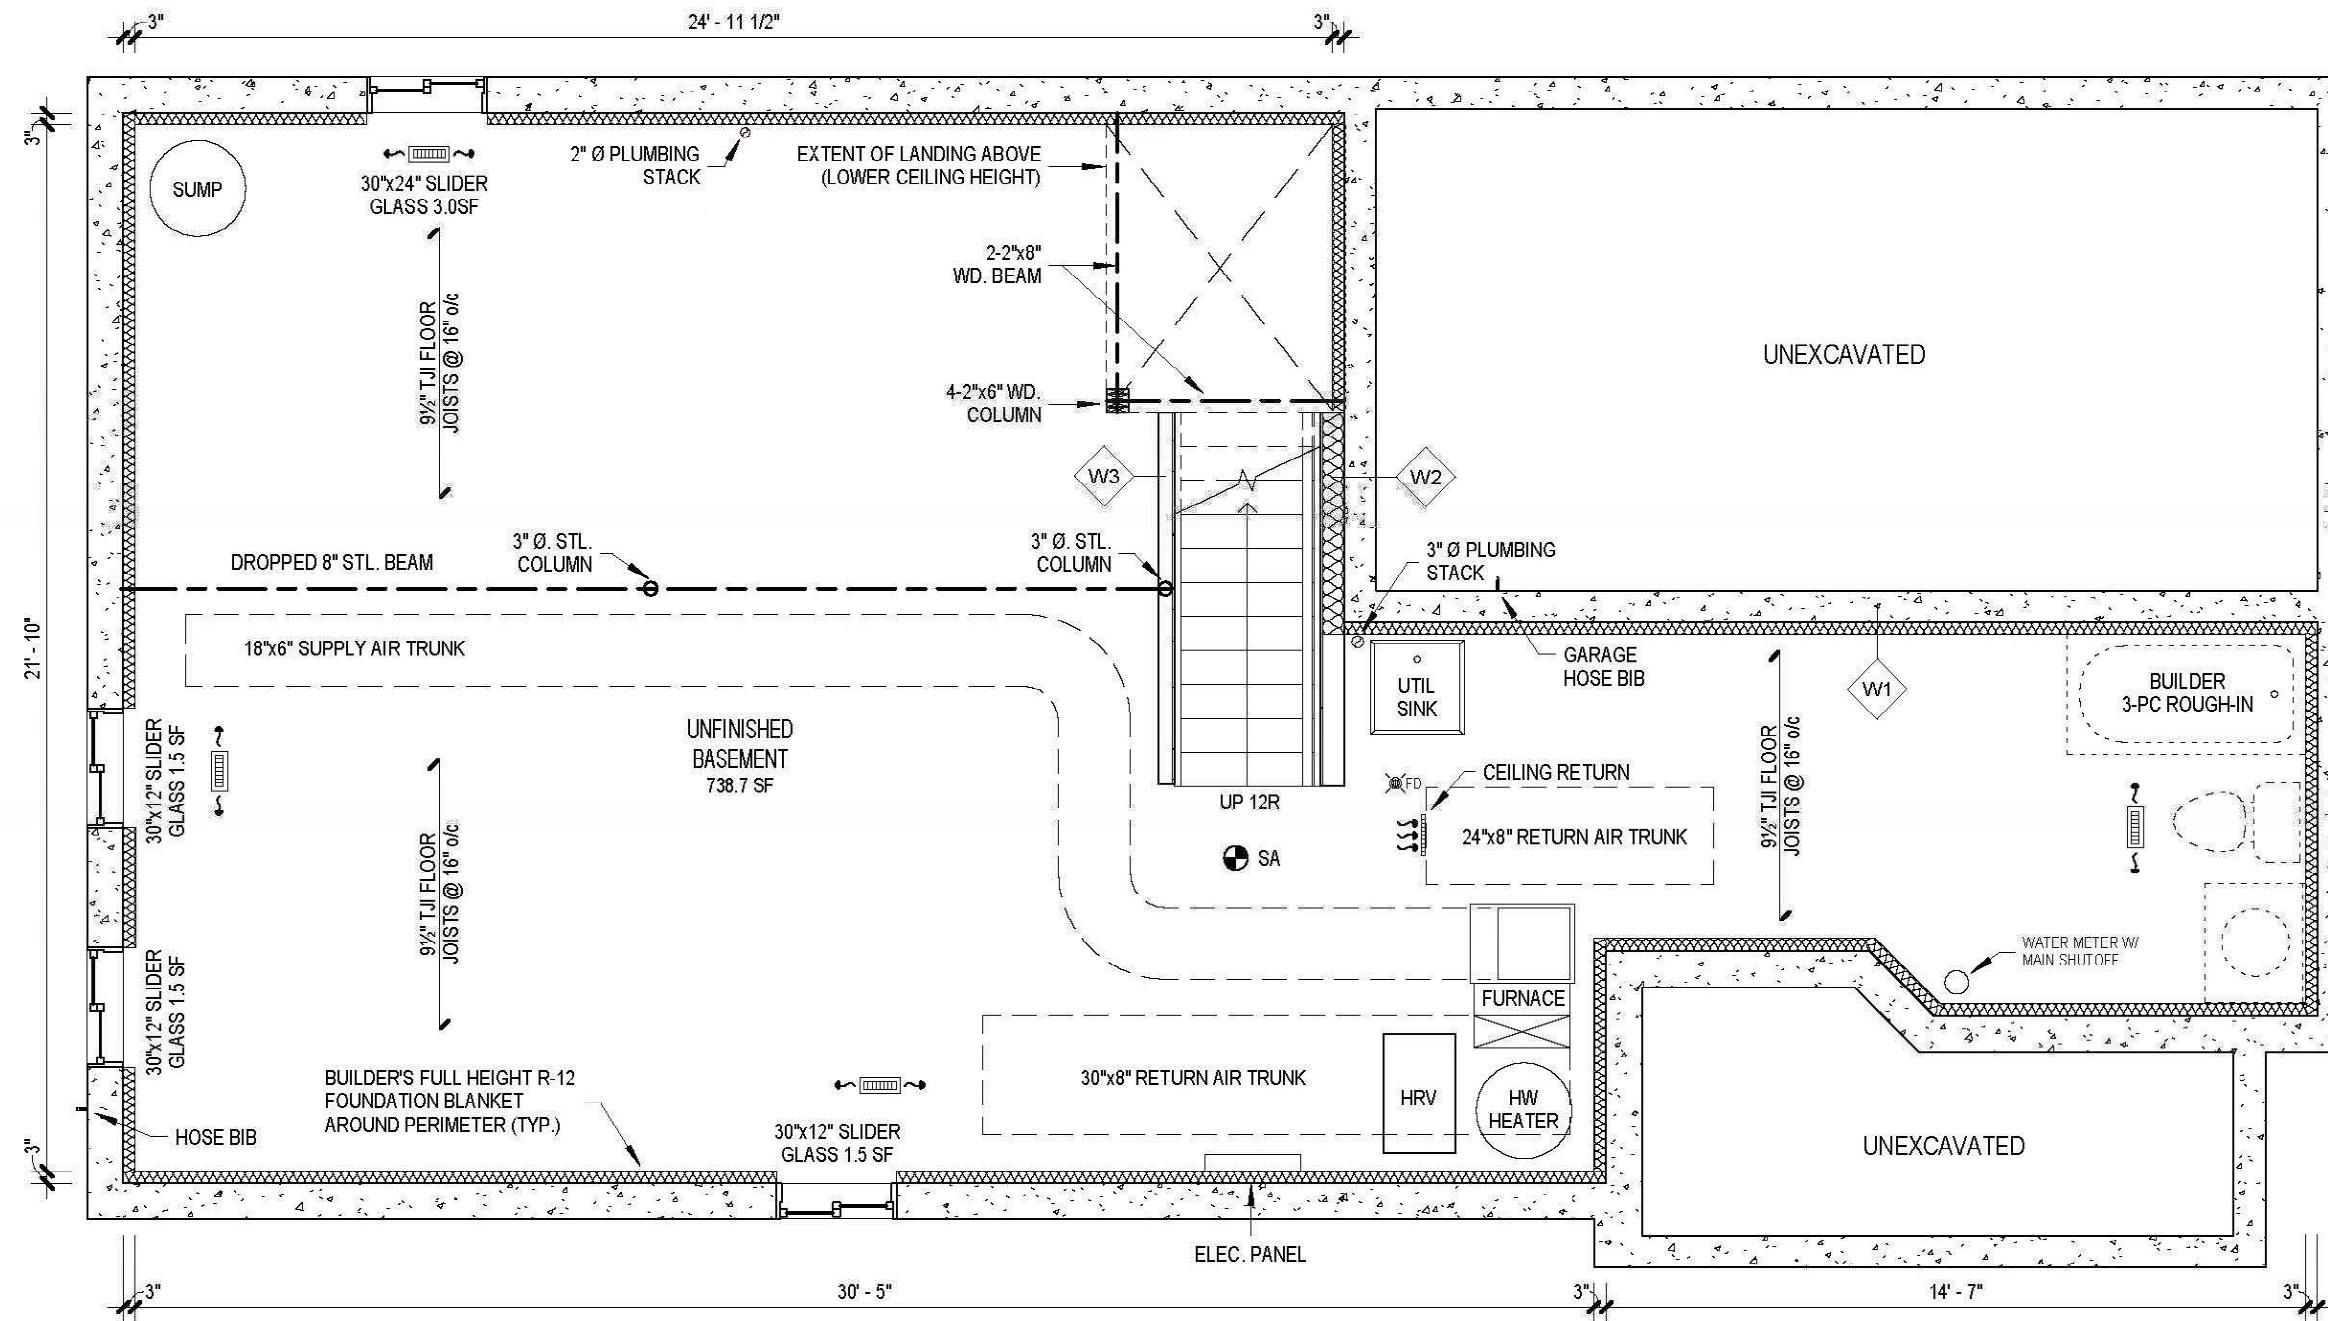 3"
24' - 11 1/2"
3"
3"
SUMP
30"x24" SLIDER
GLASS 3.0SF
2" Ø PLUMBING
STACK
EXTENT OF LANDING ABOVE
(LOWER CEILING HEIGHT)
2-2"x8"
WD. BEAM
UNEXCAVATED
9½" TJI FLOOR
JOISTS @ 16" o/c
4-2"x6" WD.
COLUMN
W3
W2
DROPPED 8" STL. BEAM
3" Ø. STL.
COLUMN
3" Ø. STL.
COLUMN
3" Ø PLUMBING
STACK
21' - 10"
18"x6" SUPPLY AIR TRUNK
GARAGE
HOSE BIB
UTIL
SINK
W1
BUILDER
3-PC ROUGH-IN
UNFINISHED
BASEMENT
738.7 SF
30"x12" SLIDER
GLASS 1.5 SF
9½" TJI FLOOR
JOISTS @ 16" o/c
CEILING RETURN
FD
UP 12R
24"x8" RETURN AIR TRUNK
SA
9½" TJI FLOOR
JOISTS @ 16" o/c
WATER METER W/
MAIN SHUTOFF
30"x12" SLIDER
GLASS 1.5 SF
FURNACE
BUILDER'S FULL HEIGHT R-12
FOUNDATION BLANKET
AROUND PERIMETER (TYP.)
30"x8" RETURN AIR TRUNK
HRV
HW
HEATER
HOSE BIB
30"x12" SLIDER
GLASS 1.5 SF
UNEXCAVATED
3"
ELEC. PANEL
3"
30' - 5"
3"
14' - 7"
3"